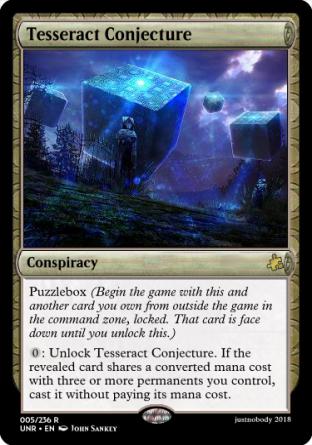 Tesseract Conjecture
Conspiracy
Puzzlebox (Begin the game with this and
another card you own from outside the game in
the command zone, locked. That card is face
down until you unlock this.)
0: Unlock Tesseract Conjecture. If the
revealed card shares a converted mana cost
with three or more permanents you control,
cast it without paying its mana cost.
005/236 R
UNR • EN JOHN SANKEY
justnobody 2018